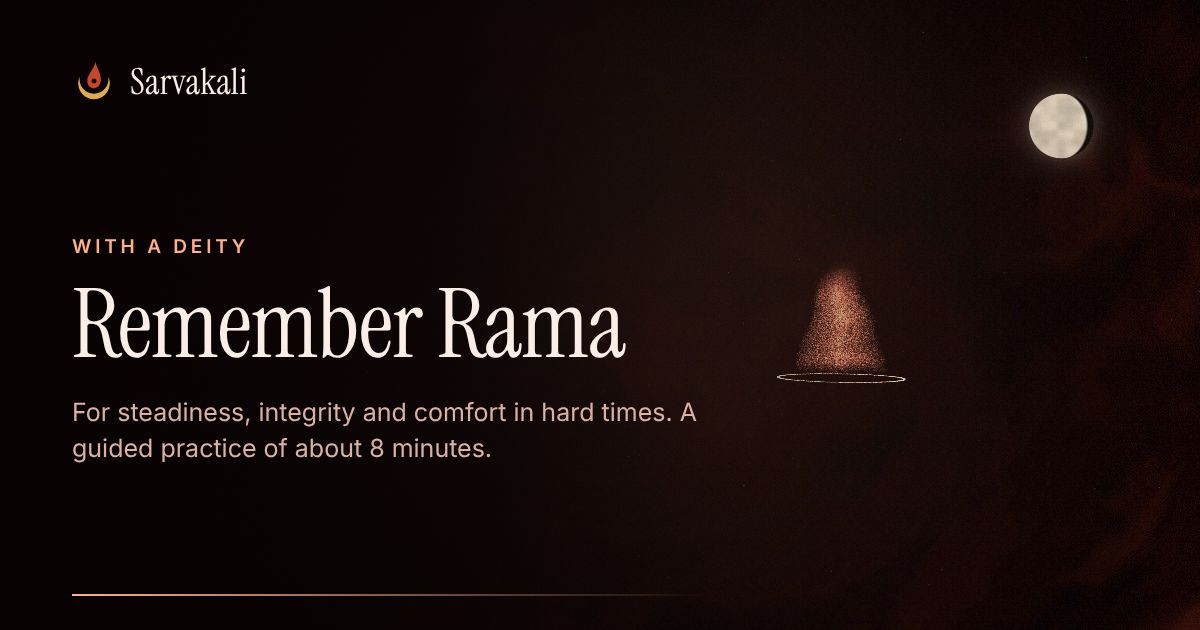 Sarvakali
WITH A DEITY
Remember Rama
For steadiness, integrity and comfort in hard times. A
guided practice of about 8 minutes.